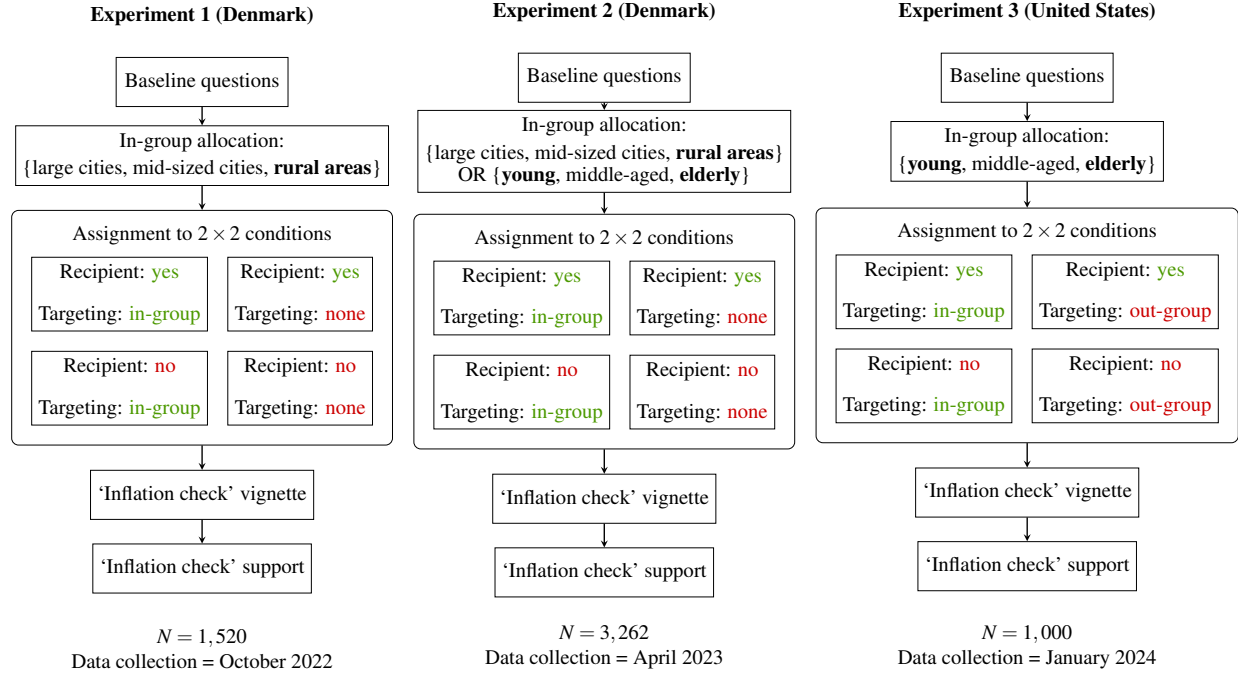 Experiment 1 (Denmark)
Baseline questions
In-group allocation:
{large cities, mid-sized cities, rural areas}
Assignment to 2 × 2 conditions
Recipient: yes
Targeting: in-group
Recipient: yes
Targeting: none
Recipient: no
Targeting: in-group
Recipient: no
Targeting: none
‘Inflation check’ vignette
‘Inflation check’ support
N = 1, 520
Data collection = October 2022
Experiment 2 (Denmark)
Baseline questions
In-group allocation:
{large cities, mid-sized cities, rural areas}
OR {young, middle-aged, elderly}
Assignment to 2 × 2 conditions
Recipient: yes
Targeting: in-group
Recipient: yes
Targeting: none
Recipient: no
Targeting: in-group
Recipient: no
Targeting: none
‘Inflation check’ vignette
‘Inflation check’ support
N = 3, 262
Data collection = April 2023
Experiment 3 (United States)
Baseline questions
In-group allocation:
{young, middle-aged, elderly}
Assignment to 2 × 2 conditions
Recipient: yes
Targeting: in-group
Recipient: yes
Targeting: out-group
Recipient: no
Targeting: in-group
Recipient: no
Targeting: out-group
‘Inflation check’ vignette
‘Inflation check’ support
N = 1, 000
Data collection = January 2024